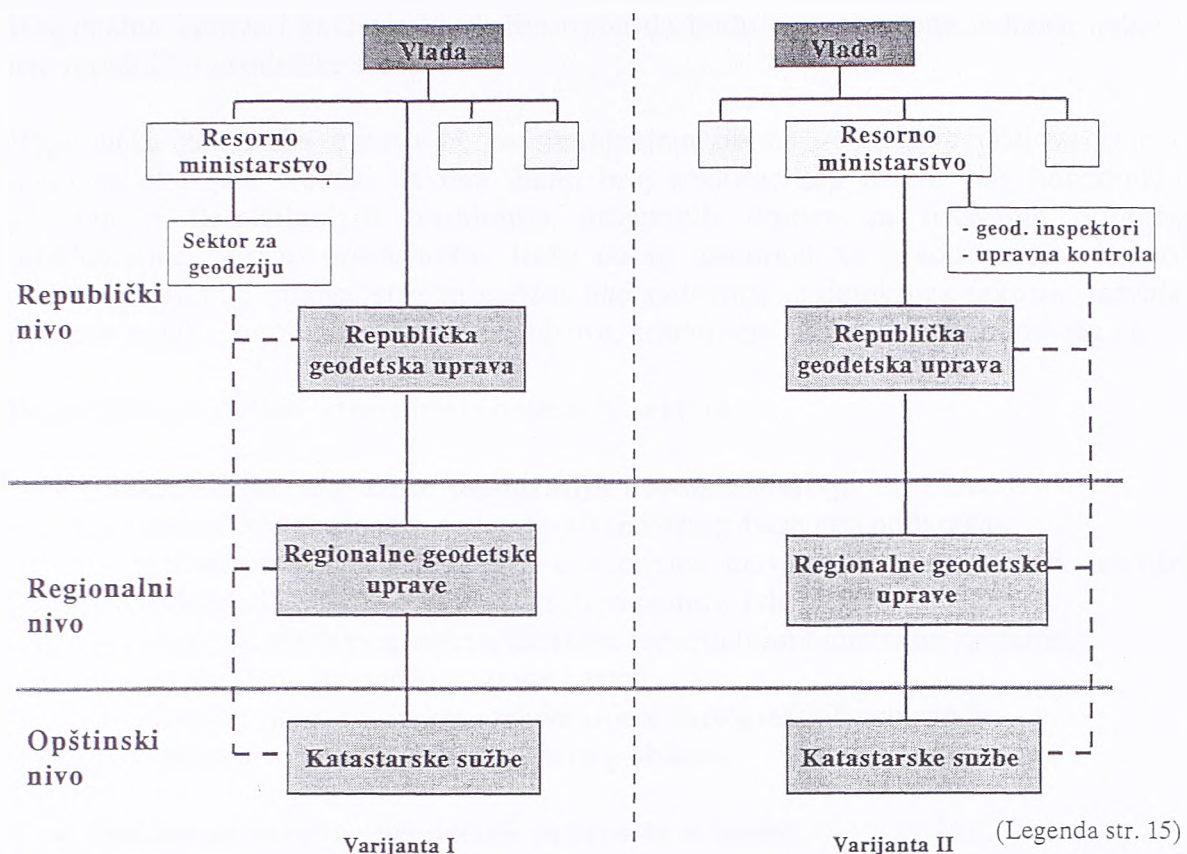 Vlada
Vlada
Resorno
ministarstvo
Resorno
ministarstvo
Sektor za
geodeziju
- geod. inspektori
- upravna kontrola
Republički
nivo
Republička
geodetska uprava
Republička
geodetska uprava
Regionalni
nivo
Regionalne geodetske
uprave
Regionalne geodetske
uprave
Opštinski
nivo
Katastarske sužbe
Katastarske sužbe
(Legenda str. 15)
Varijanta I
Varijanta II